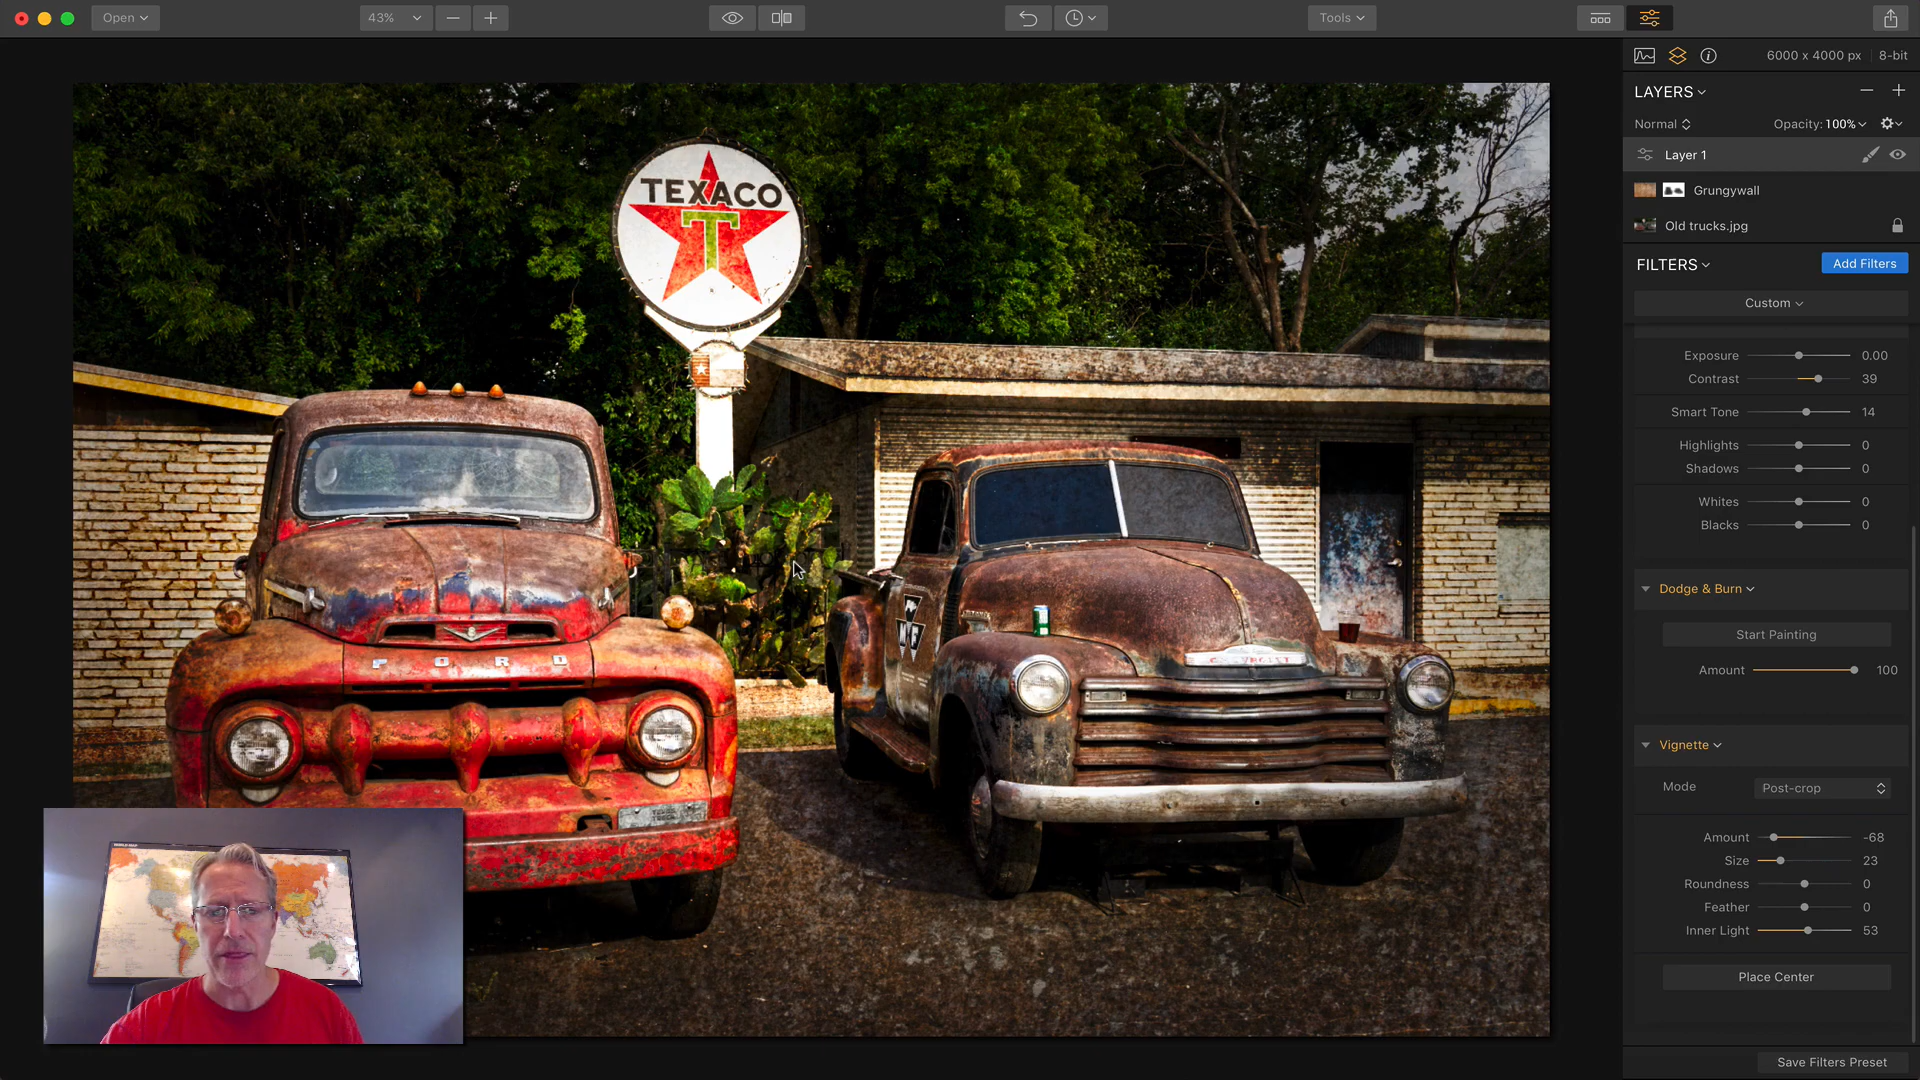 Open
43%
Tools
6000 x 4000 px
8-bit
LAYERS
Normal
Opacity: 100%
Layer 1
Grungywall
Old trucks.jpg
FILTERS
Add Filters
Custom
Exposure 0.00
Contrast 39
Smart Tone 14
Highlights 0
Shadows 0
Whites 0
Blacks 0
Dodge & Burn
Start Painting
Amount 100
Vignette
Mode Post-crop
Amount -68
Size 23
Roundness 0
Feather 0
Inner Light 53
Place Center
Save Filters Preset
TEXACO
T
FORD
CHEVROLET
WORLD MAP